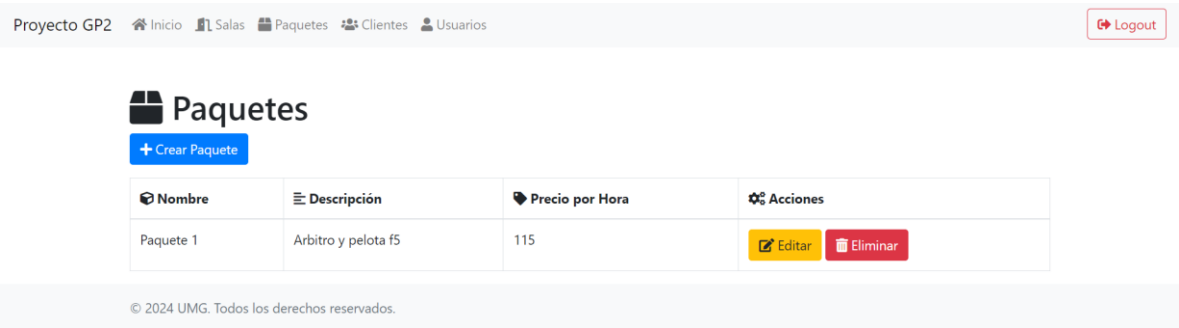 Proyecto GP2 Inicio Salas Paquetes Clientes Usuarios Logout
Paquetes
Crear Paquete
Nombre Descripción Precio por Hora Acciones
Paquete 1 Arbitro y pelota f5 115 Editar Eliminar
© 2024 UMG. Todos los derechos reservados.